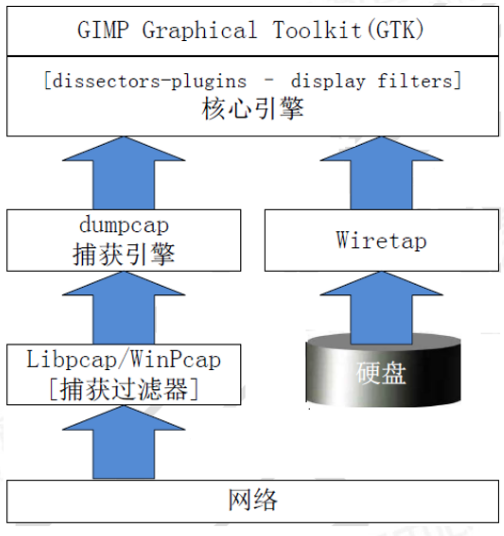 GIMP Graphical Toolkit(GTK)
[dissectors-plugins – display filters]
核心引擎
dumpcap
捕获引擎
Wiretap
Libpcap/WinPcap
[捕获过滤器]
硬盘
网络